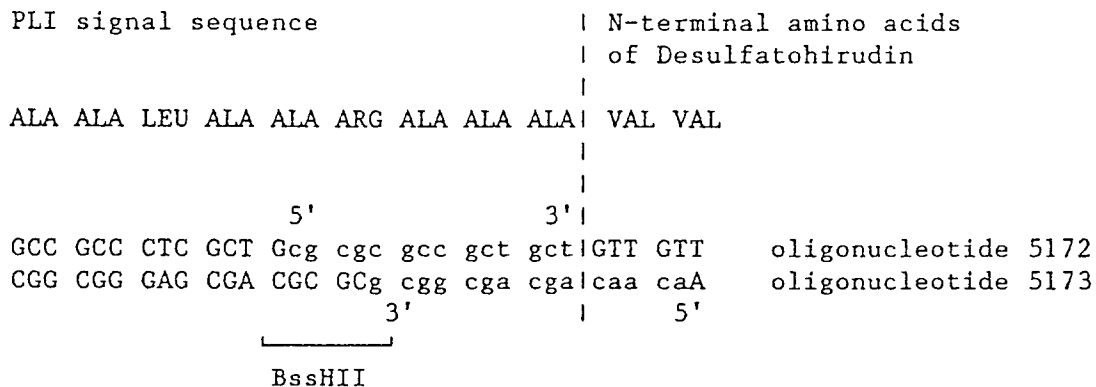 PLI signal sequence | N-terminal amino acids
| of Desulfatohirudin
ALA ALA LEU ALA ALA ARG ALA ALA ALA| VAL VAL
5' 3'|
GCC GCC CTC GCT Gcg cgc gcc gct gct|GTT GTT oligonucleotide 5172
CGG CGG GAG CGA CGC GCg cgg cga cga|caa caA oligonucleotide 5173
3' | 5'
BssHII